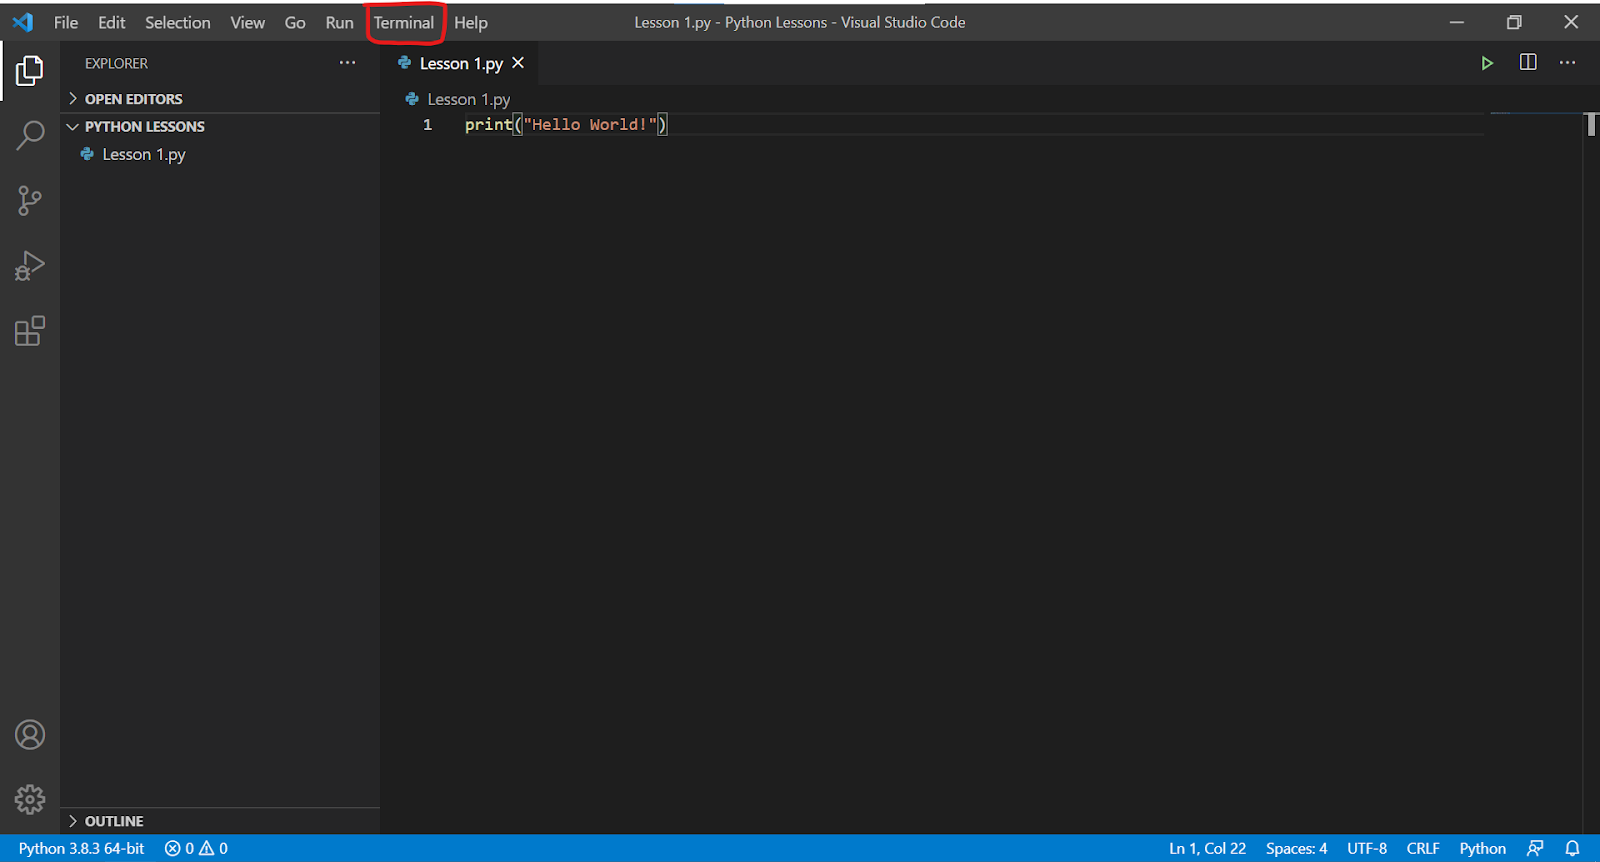 File Edit Selection View Go Run Terminal Help
Lesson 1.py - Python Lessons - Visual Studio Code
EXPLORER
OPEN EDITORS
PYTHON LESSONS
Lesson 1.py
OUTLINE
Lesson 1.py
Lesson 1.py
1 print("Hello World!")
Python 3.8.3 64-bit 0 0
Ln 1, Col 22 Spaces: 4 UTF-8 CRLF Python